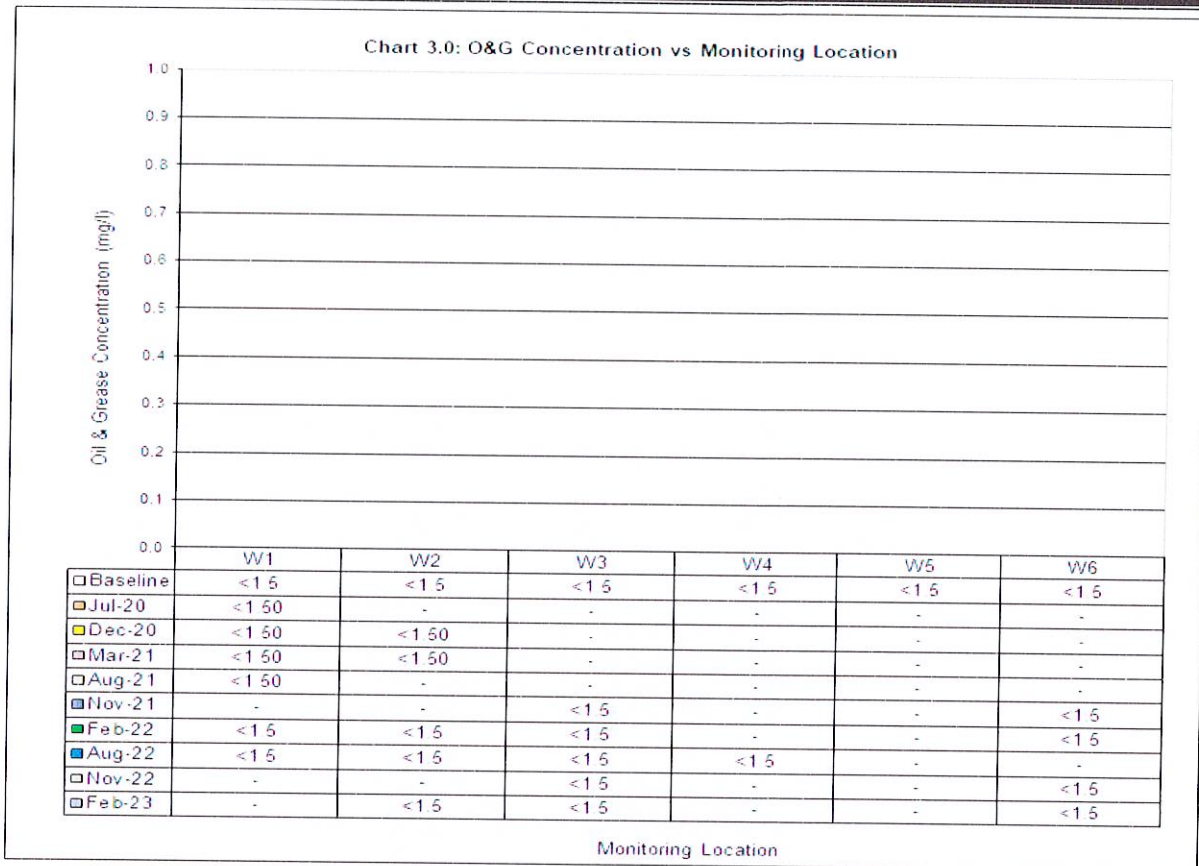 Chart 3.0: O&G Concentration vs Monitoring Location
Oil & Grease Concentration (mg/l)
1.0
0.9
0.8
0.7
0.6
0.5
0.4
0.3
0.2
0.1
0.0
W1 W2 W3 W4 W5 W6
Baseline <1.5 <1.5 <1.5 <1.5 <1.5 <1.5
Jul-20 <1.50 - - - - -
Dec-20 <1.50 <1.50 - - - -
Mar-21 <1.50 <1.50 - - - -
Aug-21 <1.50 - - - - -
Nov-21 - - <1.5 - - <1.5
Feb-22 <1.5 <1.5 <1.5 - - <1.5
Aug-22 <1.5 <1.5 <1.5 <1.5 - -
Nov-22 - - <1.5 - - <1.5
Feb-23 - <1.5 <1.5 - - <1.5
Monitoring Location